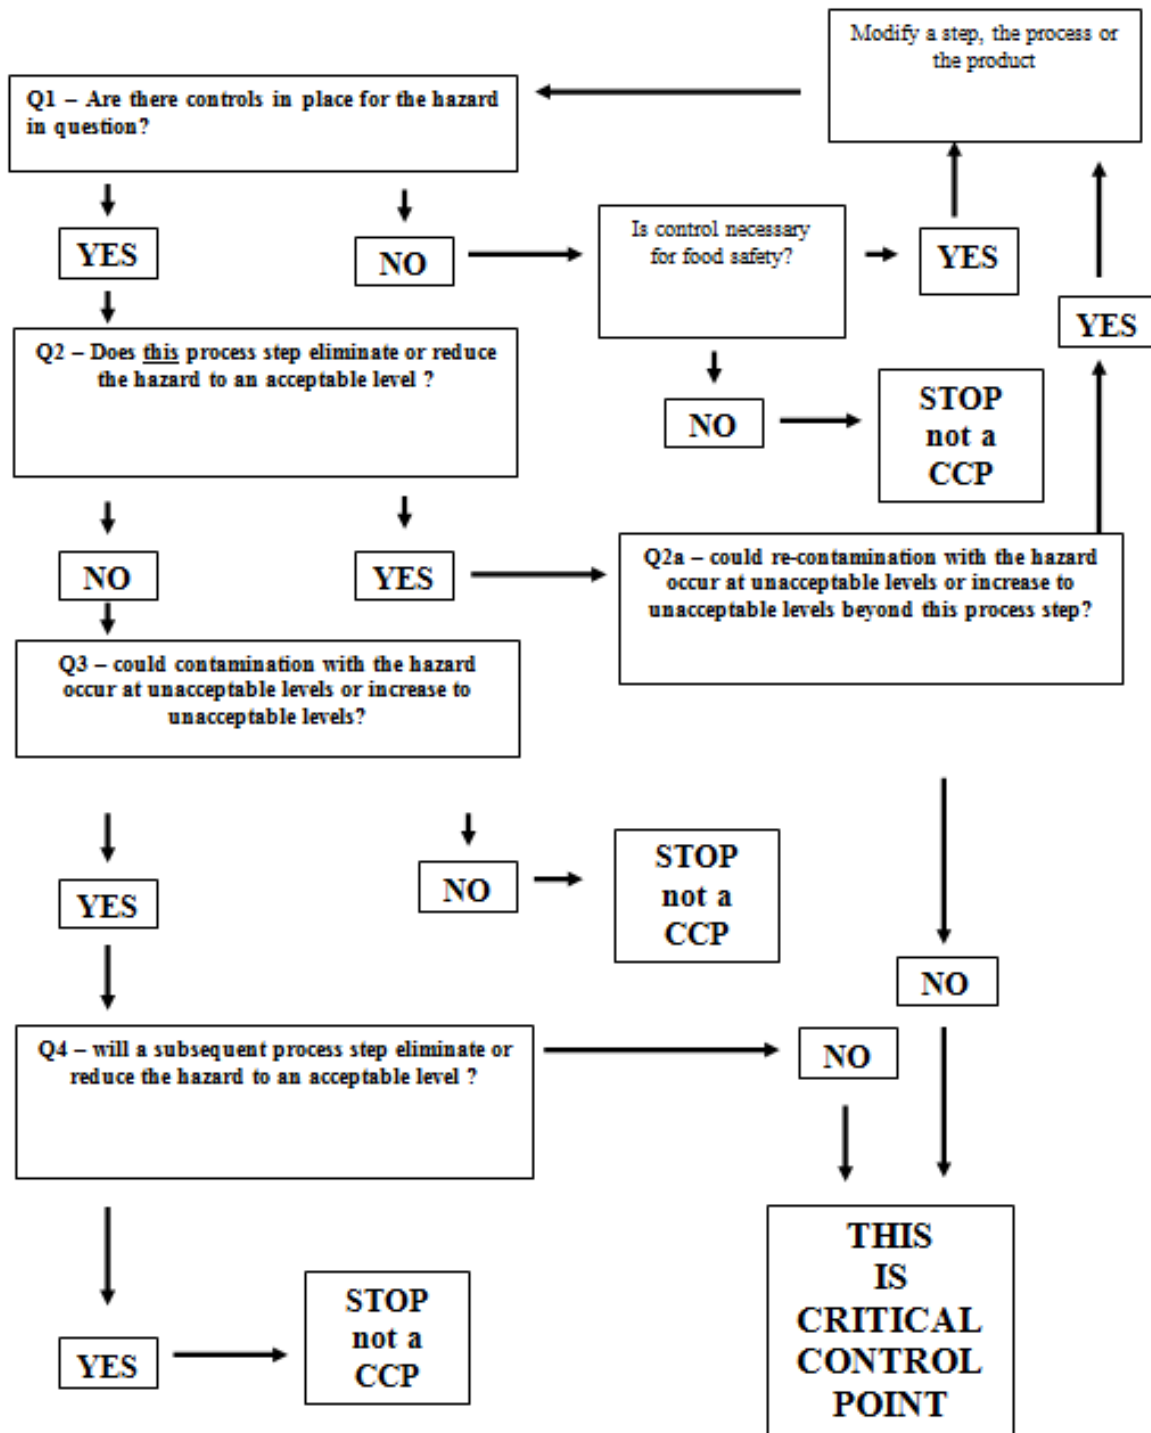 Modify a step, the process or
the product
Q1 – Are there controls in place for the hazard
in question?
YES
NO
Is control necessary
for food safety?
YES
YES
Q2 – Does this process step eliminate or reduce
the hazard to an acceptable level ?
NO
STOP
not a
CCP
NO
YES
Q2a – could re-contamination with the hazard
occur at unacceptable levels or increase to
unacceptable levels beyond this process step?
Q3 – could contamination with the hazard
occur at unacceptable levels or increase to
unacceptable levels?
YES
NO
STOP
not a
CCP
NO
Q4 – will a subsequent process step eliminate or
reduce the hazard to an acceptable level ?
NO
YES
STOP
not a
CCP
THIS
IS
CRITICAL
CONTROL
POINT